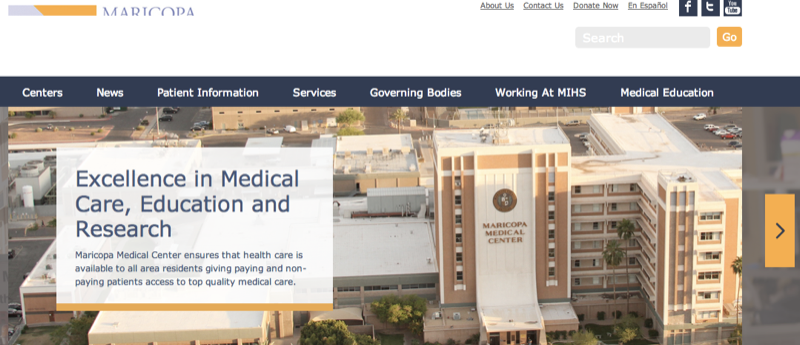 MARICOPA
About Us Contact Us Donate Now En Español f t You Tube
Search Go
Centers News Patient Information Services Governing Bodies Working At MIHS Medical Education
Excellence in Medical
Care, Education and
Research
Maricopa Medical Center ensures that health care is
available to all area residents giving paying and non-
paying patients access to top quality medical care.
MARICOPA
MEDICAL
CENTER